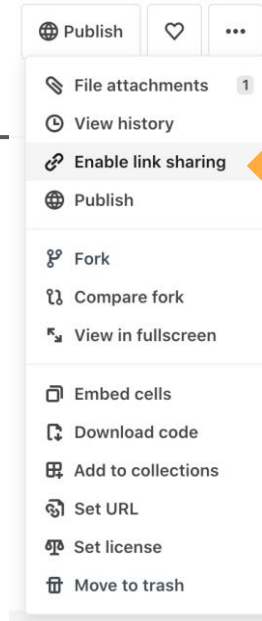 Publish
File attachments 1
View history
Enable link sharing
Publish
Fork
Compare fork
View in fullscreen
Embed cells
Download code
Add to collections
Set URL
Set license
Move to trash